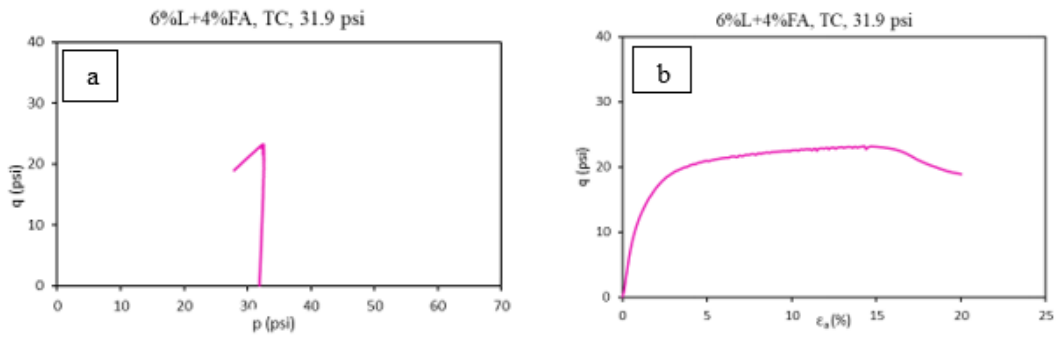 6%L+4%FA, TC, 31.9 psi
a
40
30
20
10
0
q (psi)
0 10 20 30 40 50 60 70
p (psi)
6%L+4%FA, TC, 31.9 psi
b
40
30
20
10
0
q (psi)
0 5 10 15 20 25
εₐ(%)